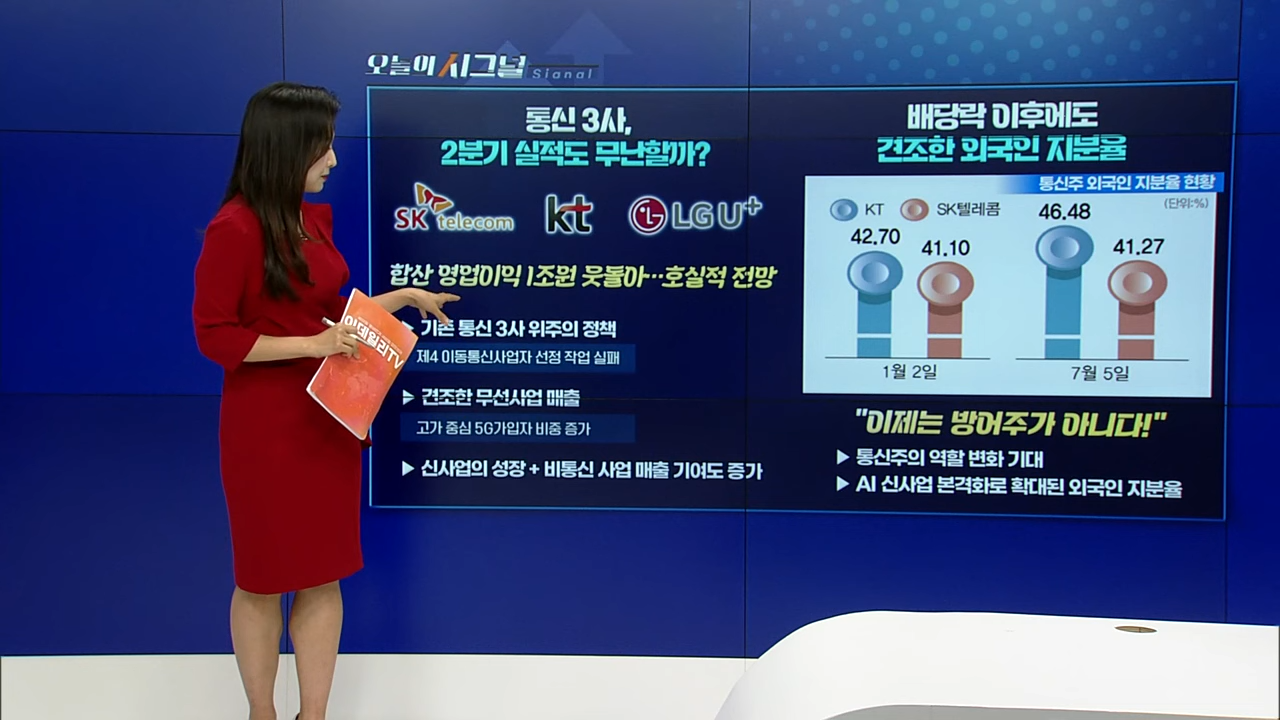 오늘의 시그널
Signal
통신 3사,
2분기 실적도 무난할까?
SK telecom
kt
LG U+
합산 영업이익 1조원 웃돌아…호실적 전망
▶ 기존 통신 3사 위주의 정책
제4 이동통신사업자 선정 작업 실패
▶ 견조한 무선사업 매출
고가 중심 5G가입자 비중 증가
▶ 신사업의 성장 + 비통신 사업 매출 기여도 증가
이데일리TV
배당락 이후에도
견조한 외국인 지분율
통신주 외국인 지분율 현황
(단위:%)
KT SK텔레콤
42.70 41.10 46.48 41.27
1월 2일 7월 5일
"이제는 방어주가 아니다!"
▶ 통신주의 역할 변화 기대
▶ AI 신사업 본격화로 확대된 외국인 지분율